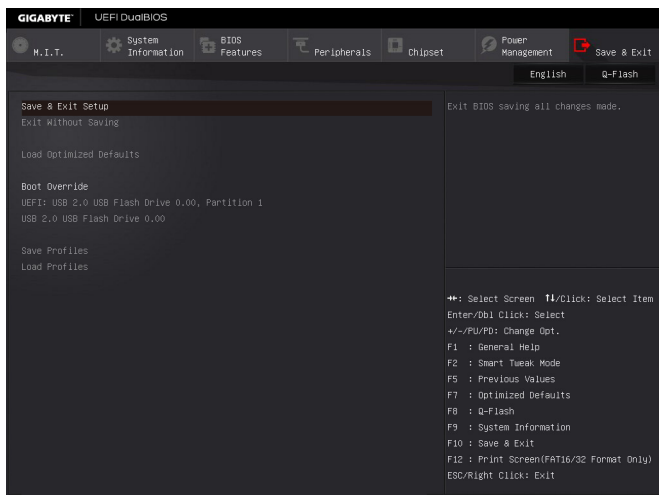 GIGABYTE™ UEFI DualBIOS
M.I.T.
System Information
BIOS Features
Peripherals
Chipset
Power Management
Save & Exit
English Q-Flash
Save & Exit Setup
Exit Without Saving
Load Optimized Defaults
Boot Override
UEFI: USB 2.0 USB Flash Drive 0.00, Partition 1
USB 2.0 USB Flash Drive 0.00
Save Profiles
Load Profiles
Exit BIOS saving all changes made.
→←: Select Screen ↑↓/Click: Select Item
Enter/Dbl Click: Select
+/-/PU/PD: Change Opt.
F1 : General Help
F2 : Smart Tweak Mode
F5 : Previous Values
F7 : Optimized Defaults
F8 : Q-Flash
F9 : System Information
F10 : Save & Exit
F12 : Print Screen(FAT16/32 Format Only)
ESC/Right Click: Exit